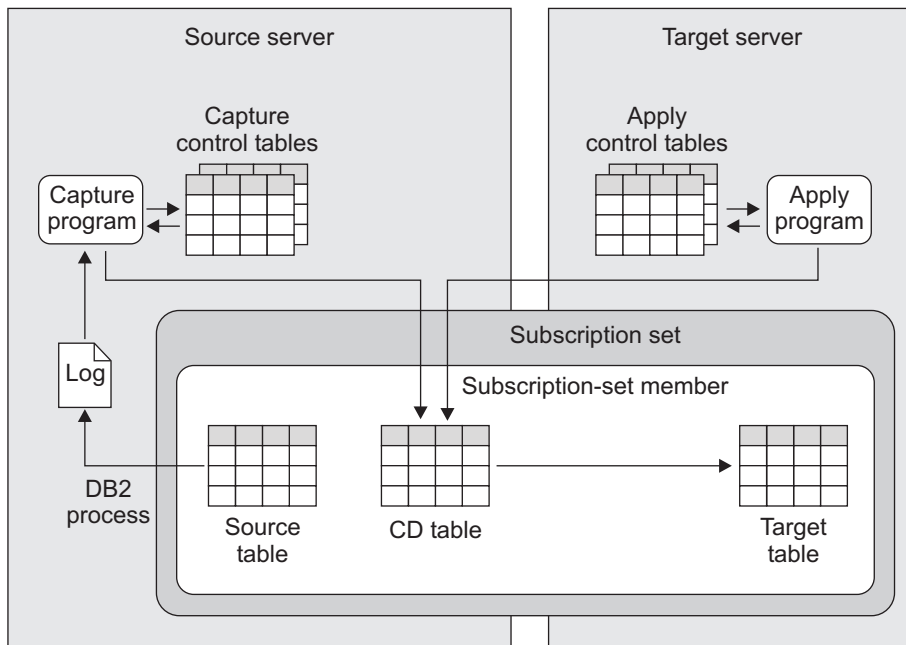 Source server
Target server
Capture
control tables
Apply
control tables
Capture
program
Apply
program
Subscription set
Log
Subscription-set member
DB2
process
Source
table
CD table
Target
table